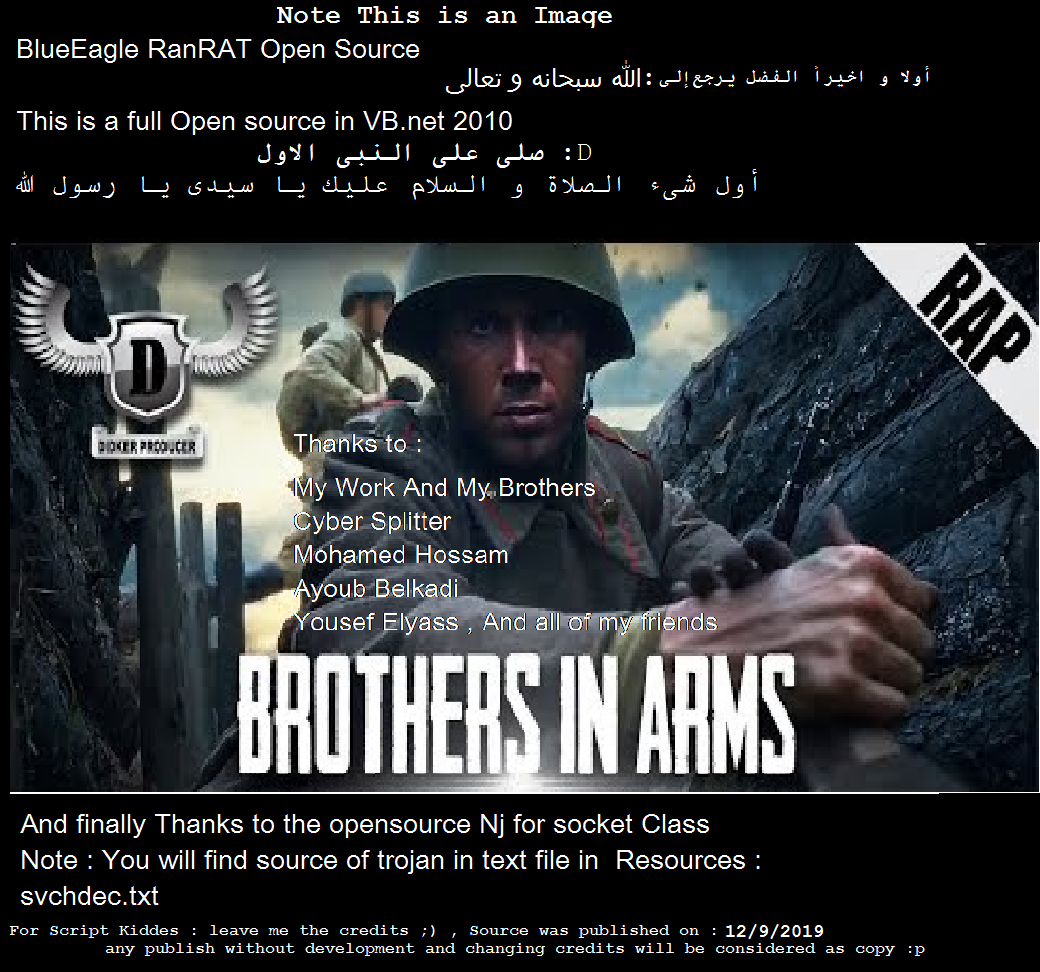 Note This is an Image
BlueEagle RanRAT Open Source
أولا و اخيراً الفضل يرجع إلى: الله سبحانه و تعالى
This is a full Open source in VB.net 2010
صلى على النبى الاول :D
أول شىء الصلاة و السلام عليك يا سيدى يا رسول الله
RAP
D
DIDKER PRODUCER
Thanks to :
My Work And My Brothers
Cyber Splitter
Mohamed Hossam
Ayoub Belkadi
Yousef Elyass , And all of my friends
BROTHERS IN ARMS
And finally Thanks to the opensource Nj for socket Class
Note : You will find source of trojan in text file in Resources :
svchdec.txt
For Script Kiddes : leave me the credits ;) , Source was published on : 12/9/2019
any publish without development and changing credits will be considered as copy :p